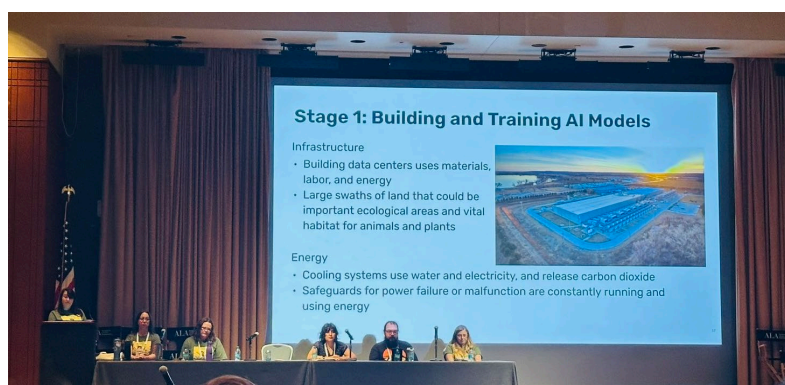 Stage 1: Building and Training AI Models
Infrastructure
• Building data centers uses materials,
labor, and energy
• Large swaths of land that could be
important ecological areas and vital
habitat for animals and plants
Energy
• Cooling systems use water and electricity, and release carbon dioxide
• Safeguards for power failure or malfunction are constantly running and
using energy
ALA
ALA